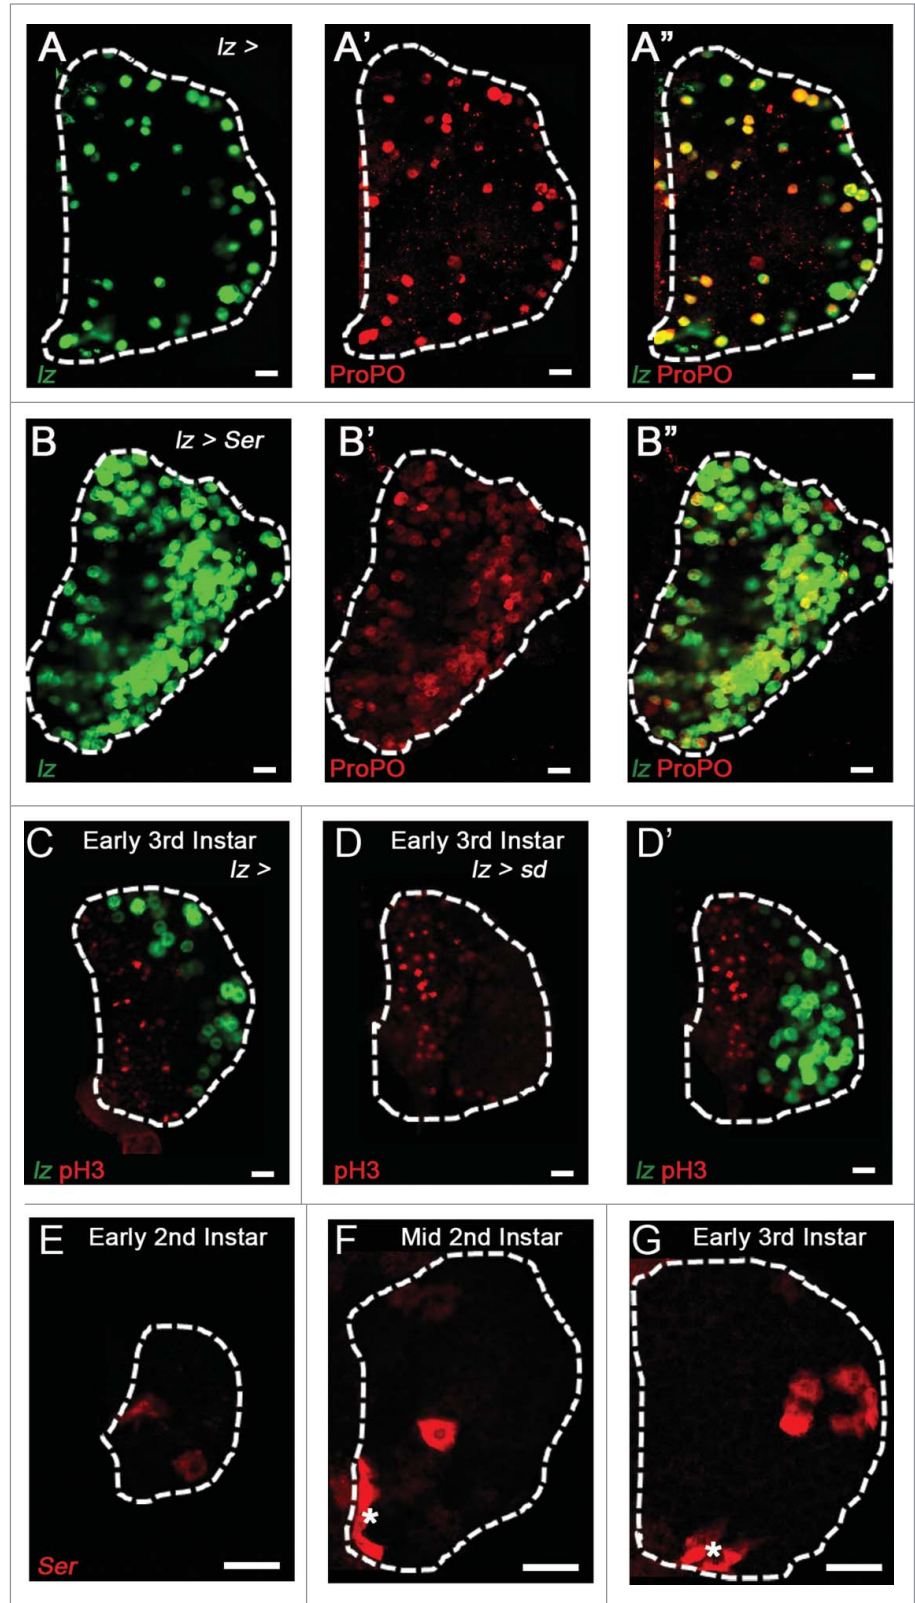 A
lz >
lz
A’
ProPO
A”
lz ProPO
B
lz > Ser
lz
B’
ProPO
B”
lz ProPO
C
Early 3rd Instar
lz >
lz pH3
D
Early 3rd Instar
lz > sd
pH3
D’
lz pH3
E
Early 2nd Instar
Ser
F
Mid 2nd Instar
*
G
Early 3rd Instar
*